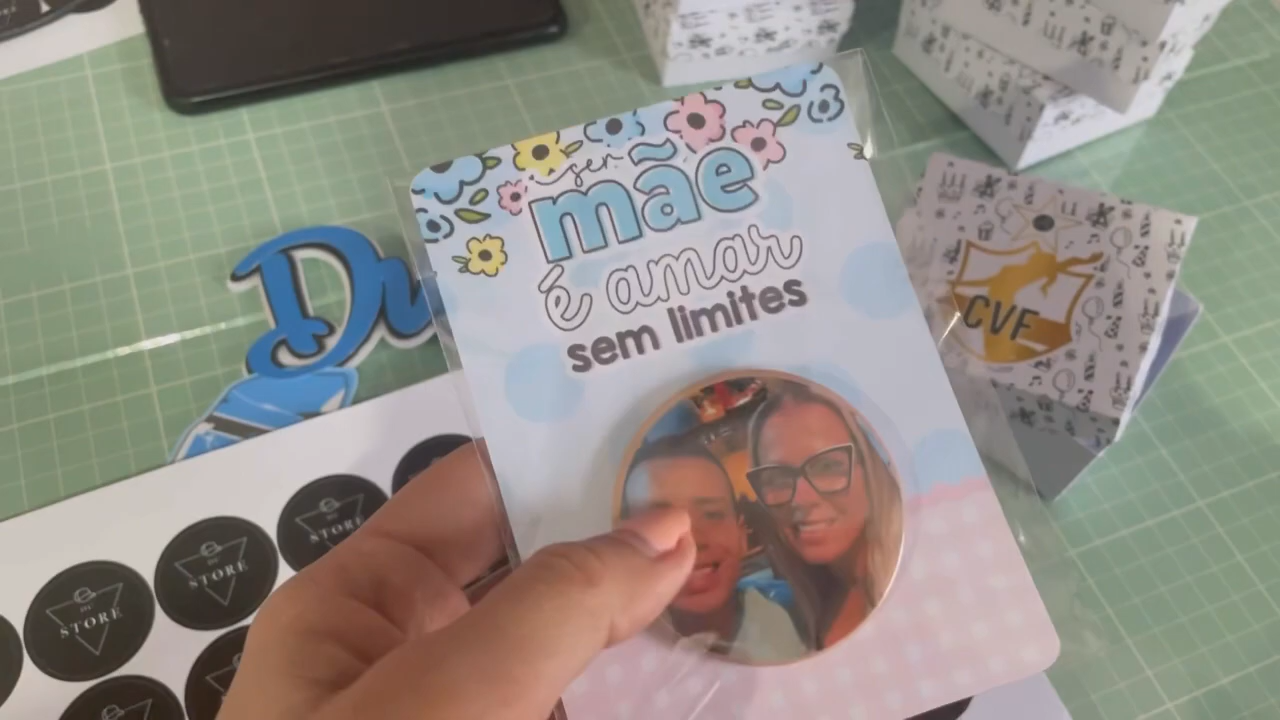 ser
mãe
é amar
sem limites
CVF
STORE
STORE
STORE